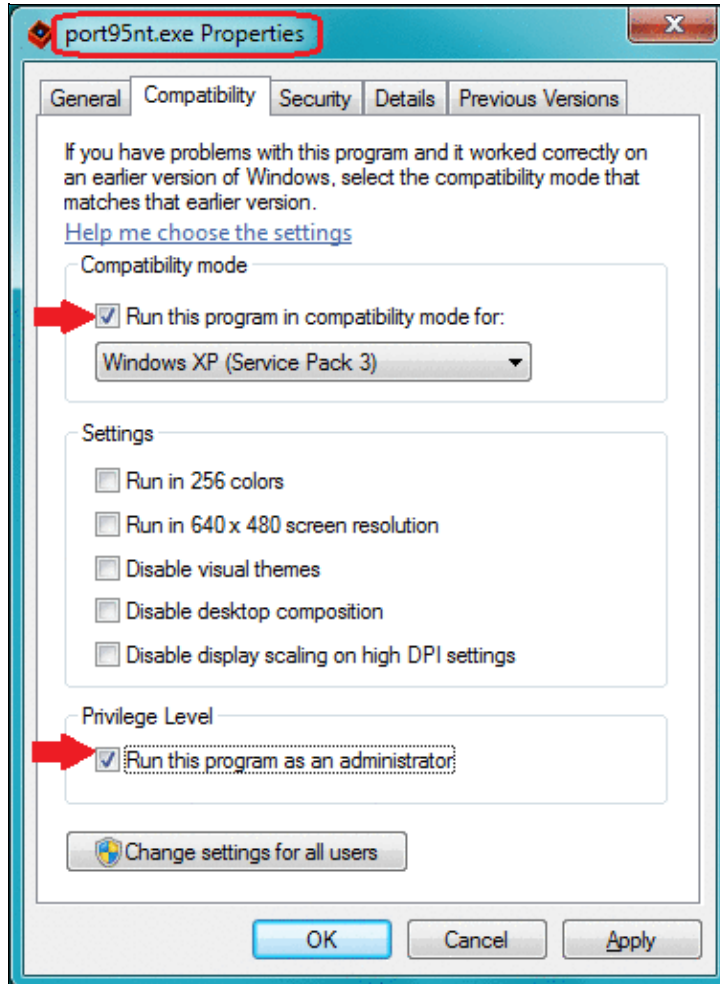 port95nt.exe Properties
General Compatibility Security Details Previous Versions
If you have problems with this program and it worked correctly on
an earlier version of Windows, select the compatibility mode that
matches that earlier version.
Help me choose the settings
Compatibility mode
Run this program in compatibility mode for:
Windows XP (Service Pack 3)
Settings
Run in 256 colors
Run in 640 x 480 screen resolution
Disable visual themes
Disable desktop composition
Disable display scaling on high DPI settings
Privilege Level
Run this program as an administrator
Change settings for all users
OK Cancel Apply